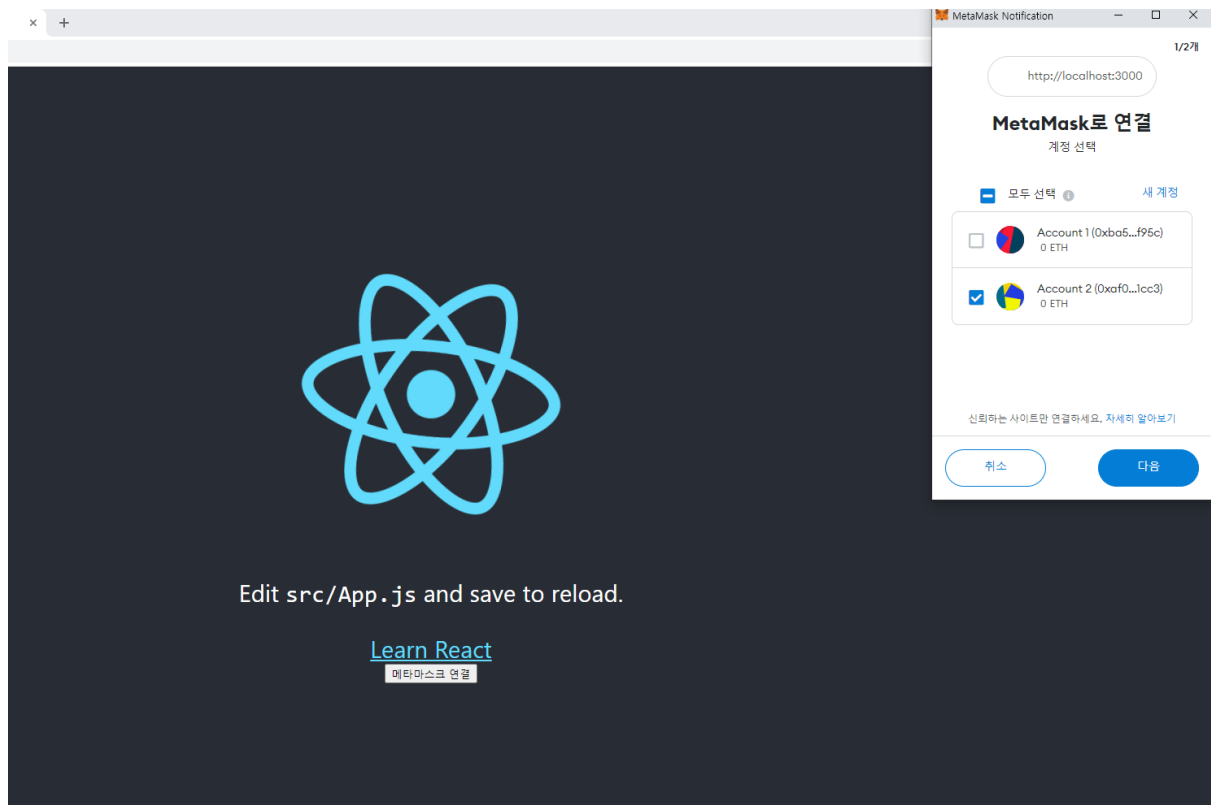 MetaMask Notification
1/2개
http://localhost:3000
MetaMask로 연결
계정 선택
모두 선택
새 계정
Account 1 (0xba5...f95c)
0 ETH
Account 2 (0xaf0...1cc3)
0 ETH
신뢰하는 사이트만 연결하세요. 자세히 알아보기
취소
다음
Edit src/App.js and save to reload.
Learn React
메타마스크 연결